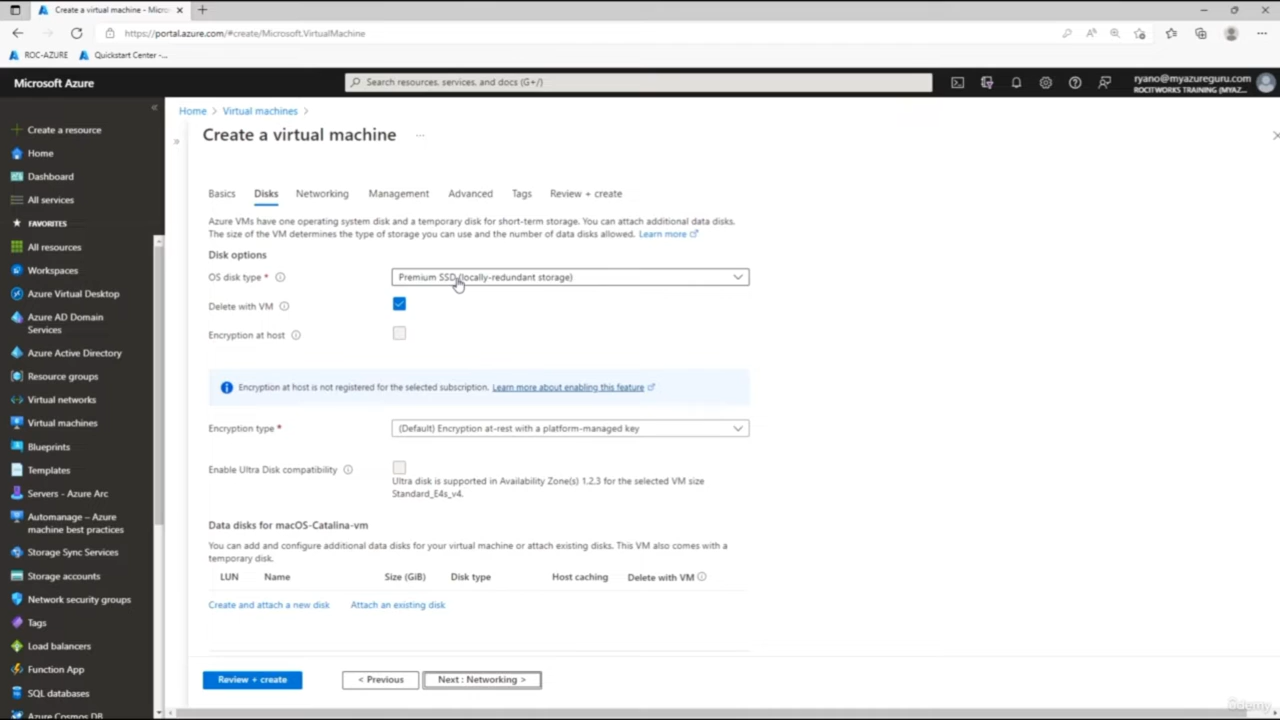 Create a virtual machine - Micros
https://portal.azure.com/#create/Microsoft.VirtualMachine
ROC-AZURE
Quickstart Center -...
Microsoft Azure
Search resources, services, and docs (G+/)
ryano@myazureguru.com
ROCITWORKS TRAINING (MYAZ...
Create a resource
Home
Dashboard
All services
FAVORITES
All resources
Workspaces
Azure Virtual Desktop
Azure AD Domain
Services
Azure Active Directory
Resource groups
Virtual networks
Virtual machines
Blueprints
Templates
Servers - Azure Arc
Automanage – Azure
machine best practices
Storage Sync Services
Storage accounts
Network security groups
Tags
Load balancers
Function App
SQL databases
Azure Cosmos DB
Home > Virtual machines >
Create a virtual machine ...
Basics Disks Networking Management Advanced Tags Review + create
Azure VMs have one operating system disk and a temporary disk for short-term storage. You can attach additional data disks.
The size of the VM determines the type of storage you can use and the number of data disks allowed. Learn more
Disk options
OS disk type * Premium SSD (locally-redundant storage)
Delete with VM
Encryption at host
Encryption at host is not registered for the selected subscription. Learn more about enabling this feature
Encryption type * (Default) Encryption at-rest with a platform-managed key
Enable Ultra Disk compatibility
Ultra disk is supported in Availability Zone(s) 1,2,3 for the selected VM size
Standard_E4s_v4.
Data disks for macOS-Catalina-vm
You can add and configure additional data disks for your virtual machine or attach existing disks. This VM also comes with a
temporary disk.
LUN Name Size (GiB) Disk type Host caching Delete with VM
Create and attach a new disk Attach an existing disk
Review + create < Previous Next : Networking >
ûdemy